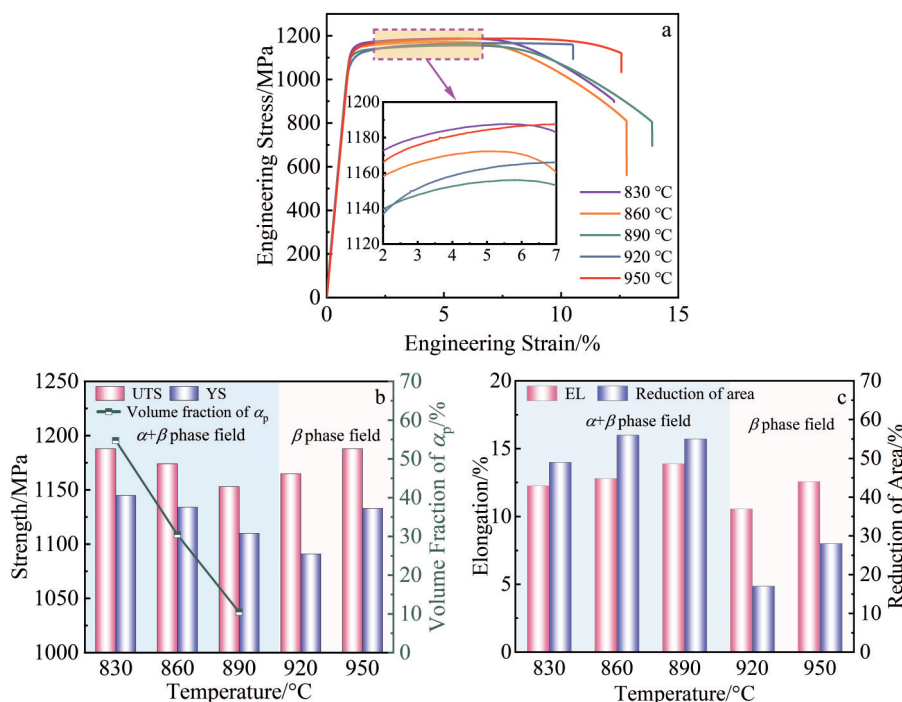 a
Engineering Stress/MPa
1200
1000
800
600
400
200
0
0 5 10 15
Engineering Strain/%
1200
1180
1160
1140
1120
2 3 4 5 6 7
830 °C
860 °C
890 °C
920 °C
950 °C
b
Strength/MPa
1250
1200
1150
1100
1050
1000
UTS YS
Volume fraction of αp
α+β phase field
β phase field
70
60
50
40
30
20
10
0
Volume Fraction of αp/%
830 860 890 920 950
Temperature/°C
c
Elongation/%
20
15
10
5
0
EL Reduction of area
α+β phase field
β phase field
70
60
50
40
30
20
10
0
Reduction of Area/%
830 860 890 920 950
Temperature/°C